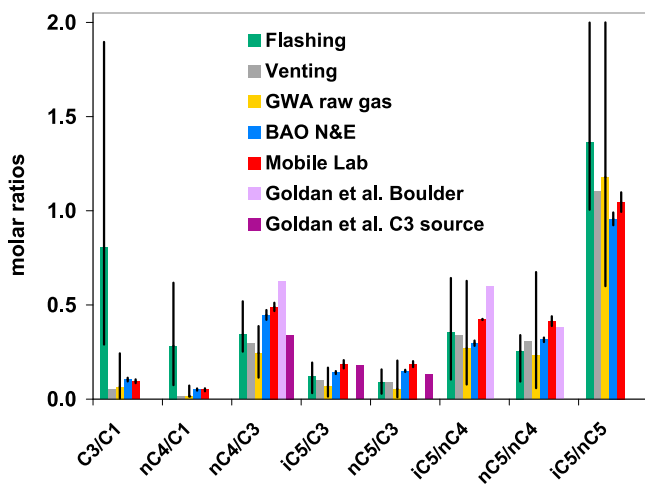 2.0
1.5
1.0
0.5
0.0
molar ratios
Flashing
Venting
GWA raw gas
BAO N&E
Mobile Lab
Goldan et al. Boulder
Goldan et al. C3 source
C3/C1
nC4/C1
nC4/C3
iC5/C3
nC5/C3
iC5/nC4
nC5/nC4
iC5/nC5